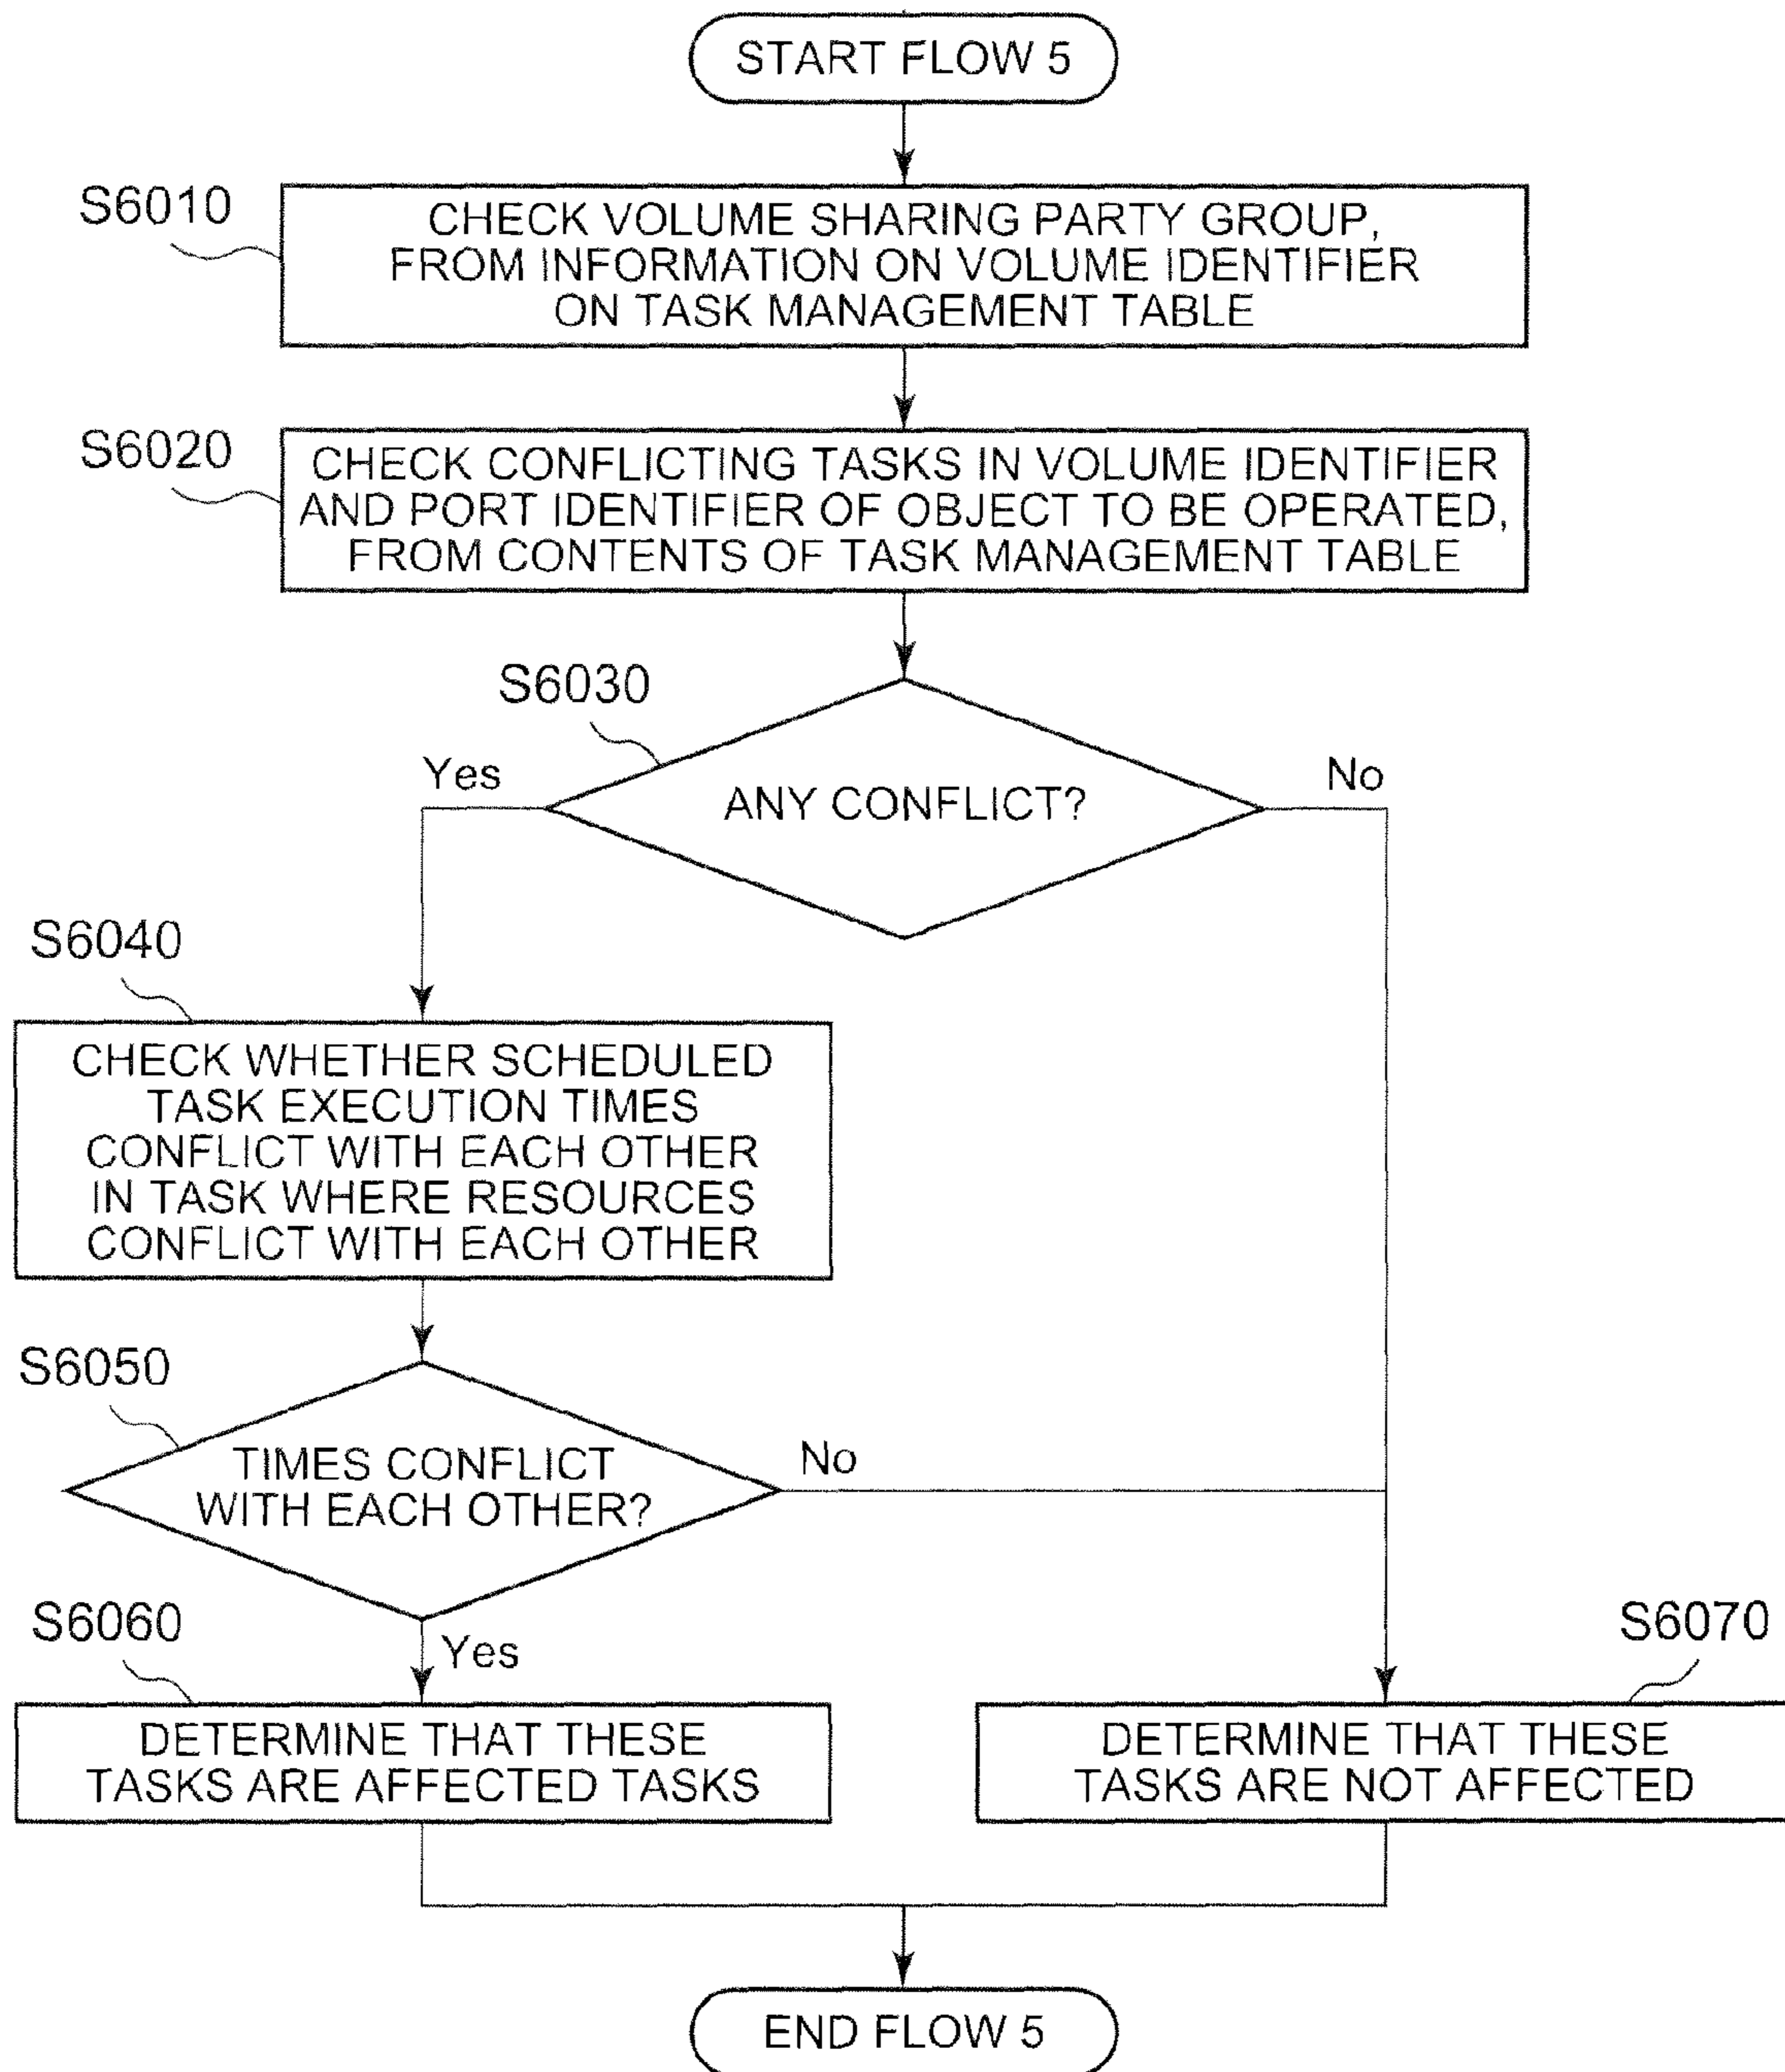 START FLOW 5
S6010
CHECK VOLUME SHARING PARTY GROUP,
FROM INFORMATION ON VOLUME IDENTIFIER
ON TASK MANAGEMENT TABLE
S6020
CHECK CONFLICTING TASKS IN VOLUME IDENTIFIER
AND PORT IDENTIFIER OF OBJECT TO BE OPERATED,
FROM CONTENTS OF TASK MANAGEMENT TABLE
S6030
Yes
No
ANY CONFLICT?
S6040
CHECK WHETHER SCHEDULED
TASK EXECUTION TIMES
CONFLICT WITH EACH OTHER
IN TASK WHERE RESOURCES
CONFLICT WITH EACH OTHER
S6050
TIMES CONFLICT
WITH EACH OTHER?
No
S6060
Yes
S6070
DETERMINE THAT THESE
TASKS ARE AFFECTED TASKS
DETERMINE THAT THESE
TASKS ARE NOT AFFECTED
END FLOW 5